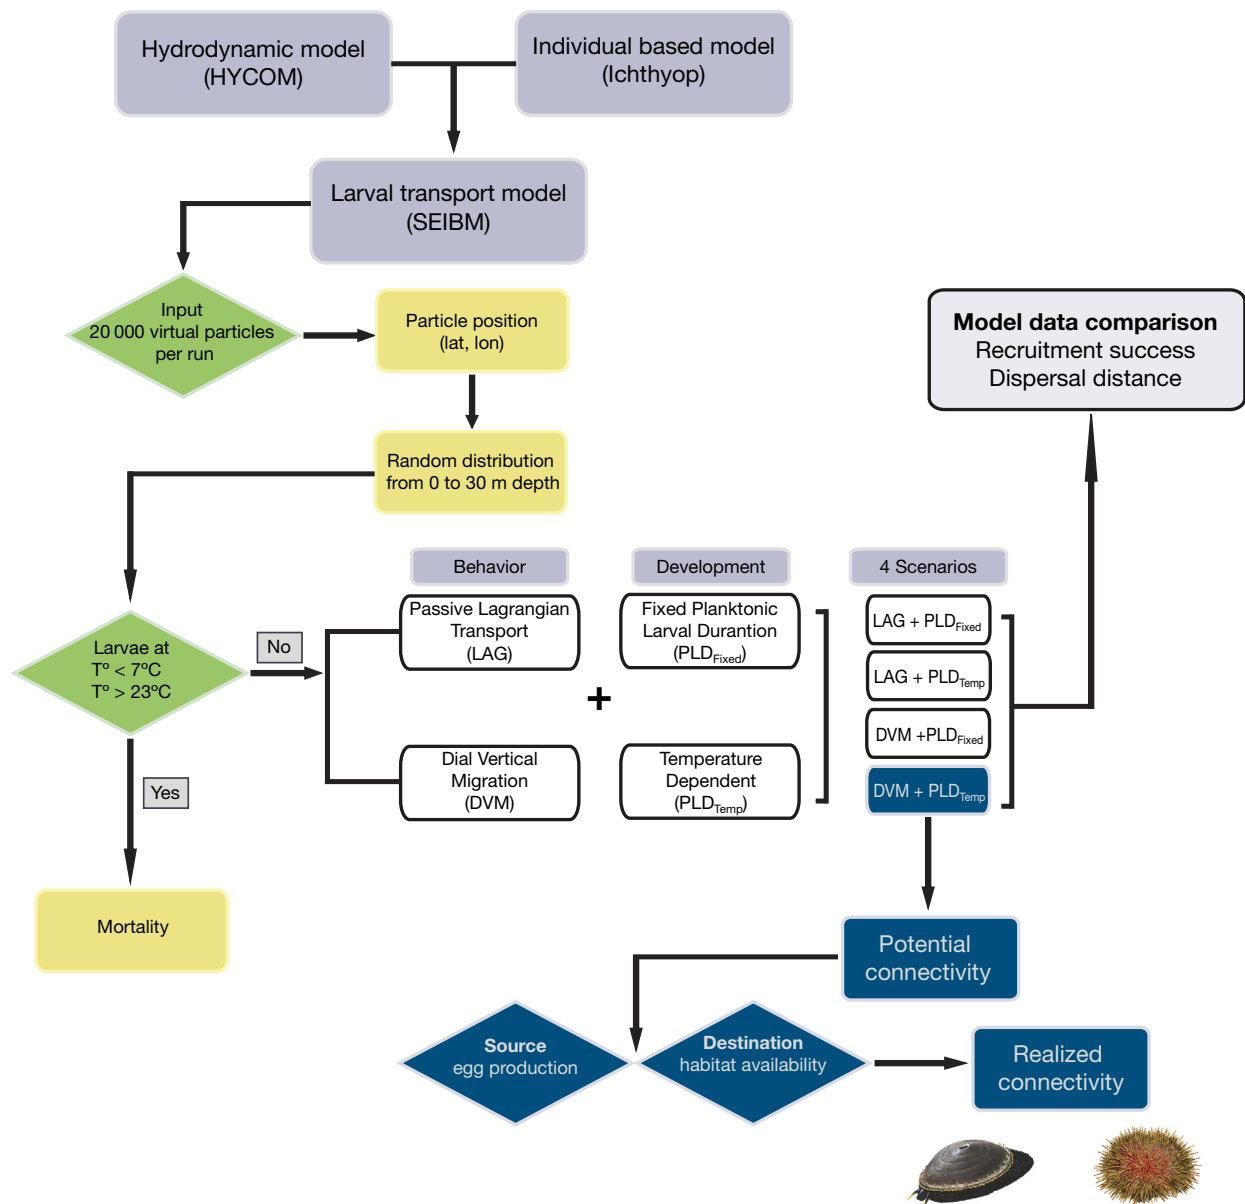 Hydrodynamic model
(HYCOM)
Individual based model
(Ichthyop)
Larval transport model
(SEIBM)
Input
20 000 virtual particles
per run
Particle position
(lat, lon)
Random distribution
from 0 to 30 m depth
Model data comparison
Recruitment success
Dispersal distance
Behavior
Development
4 Scenarios
Larvae at
Tº < 7ºC
Tº > 23ºC
No
Yes
Mortality
Passive Lagrangian
Transport
(LAG)
Fixed Planktonic
Larval Durantion
(PLDFixed)
+
Dial Vertical
Migration
(DVM)
Temperature
Dependent
(PLDTemp)
LAG + PLDFixed
LAG + PLDTemp
DVM +PLDFixed
DVM + PLDTemp
Potential
connectivity
Source
egg production
Destination
habitat availability
Realized
connectivity